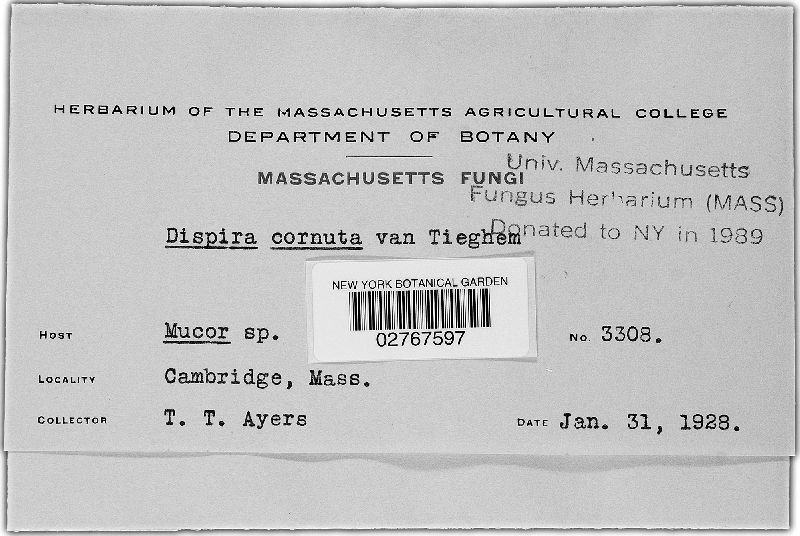 HERBARIUM OF THE MASSACHUSETTS AGRICULTURAL COLLEGE
DEPARTMENT OF BOTANY
MASSACHUSETTS FUNGI
Univ. Massachusetts
Fungus Herbarium (MASS)
Donated to NY in 1989
Dispira cornuta van Tieghem
NEW YORK BOTANICAL GARDEN
02767597
HOST Mucor sp. No. 3308.
LOCALITY Cambridge, Mass.
COLLECTOR T. T. Ayers DATE Jan. 31, 1928.